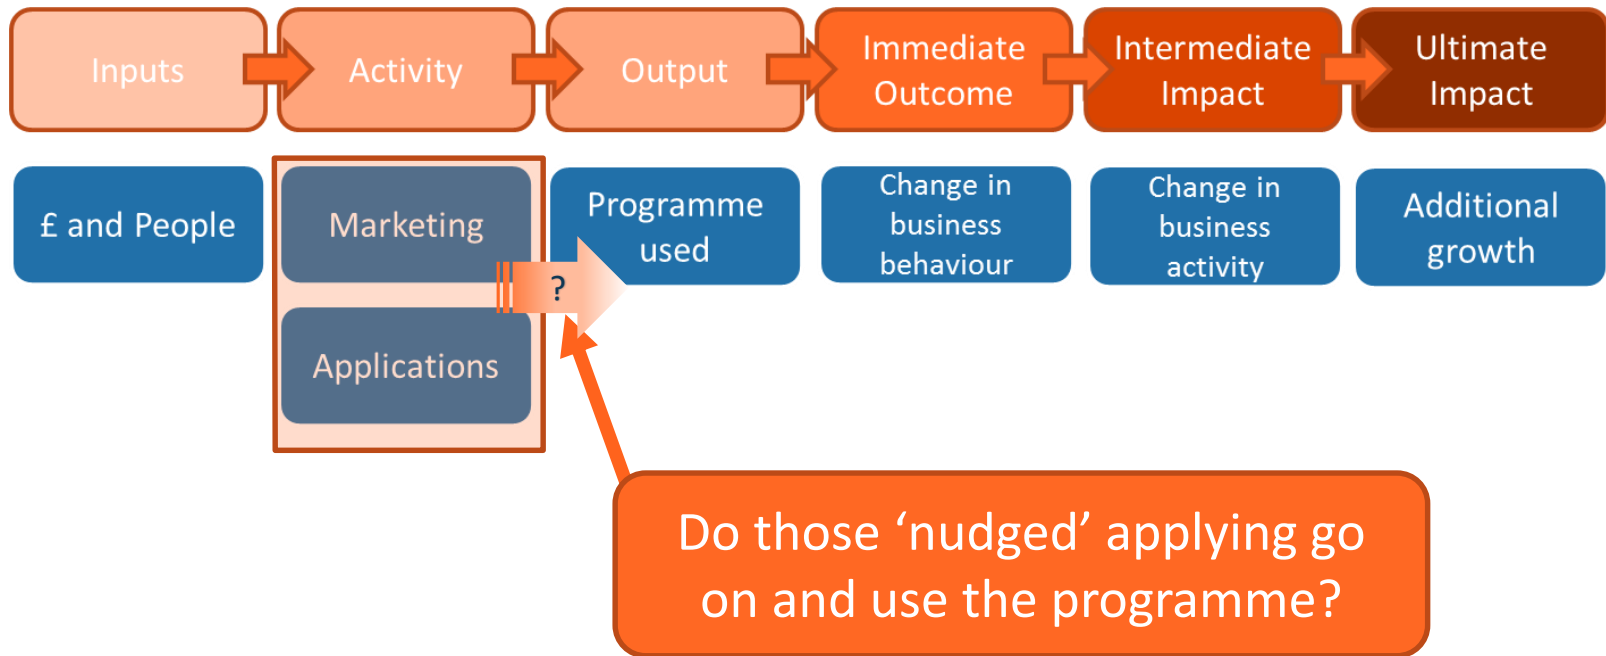 Inputs
Activity
Output
Immediate
Outcome
Intermediate
Impact
Ultimate
Impact
£ and People
Marketing
Applications
Programme
used
Change in
business
behaviour
Change in
business
activity
Additional
growth
?
Do those ‘nudged’ applying go
on and use the programme?